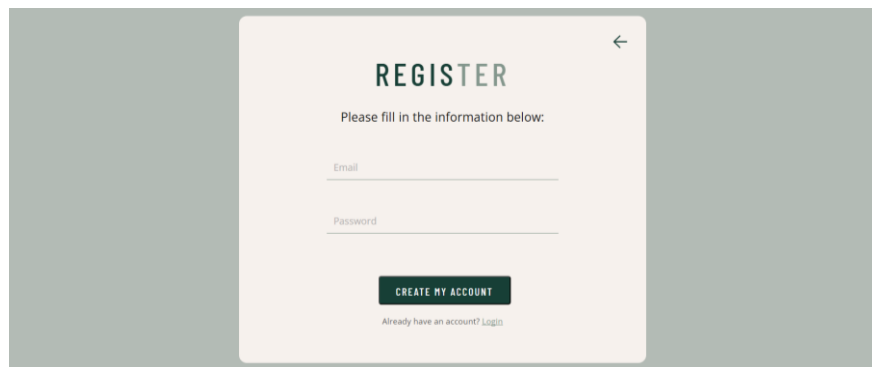 REGISTER
Please fill in the information below:
Email
Password
CREATE MY ACCOUNT
Already have an account? Login